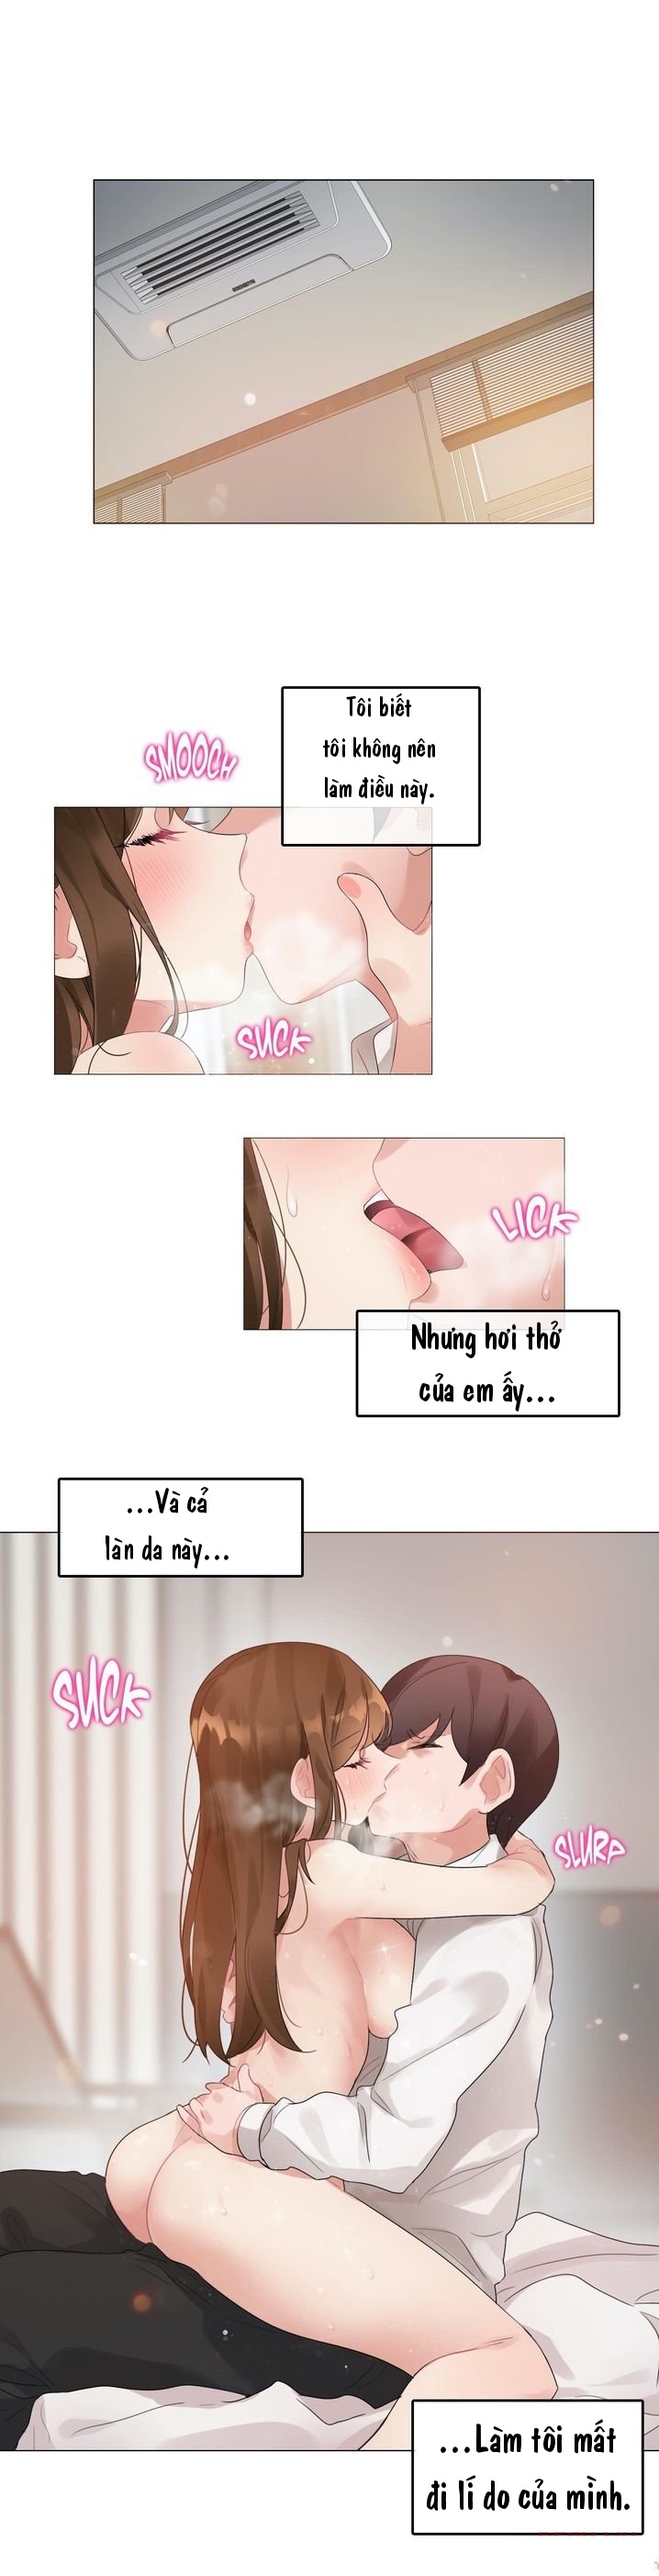 Tôi biết
tôi không nên
làm điều này.
SMOOCH
SUCK
LICK
Nhưng hơi thở
của em ấy...
...Và cả
làn da này...
SUCK
SLURP
...Làm tôi mất
đi lí do của mình.